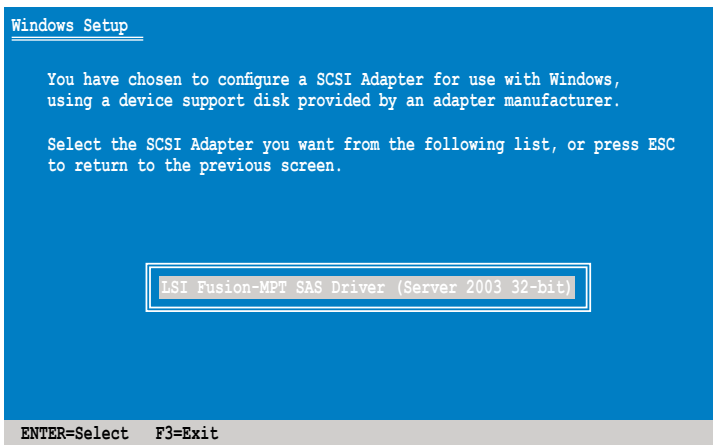 Windows Setup
You have chosen to configure a SCSI Adapter for use with Windows,
using a device support disk provided by an adapter manufacturer.
Select the SCSI Adapter you want from the following list, or press ESC
to return to the previous screen.
LSI Fusion-MPT SAS Driver (Server 2003 32-bit)
ENTER=Select F3=Exit